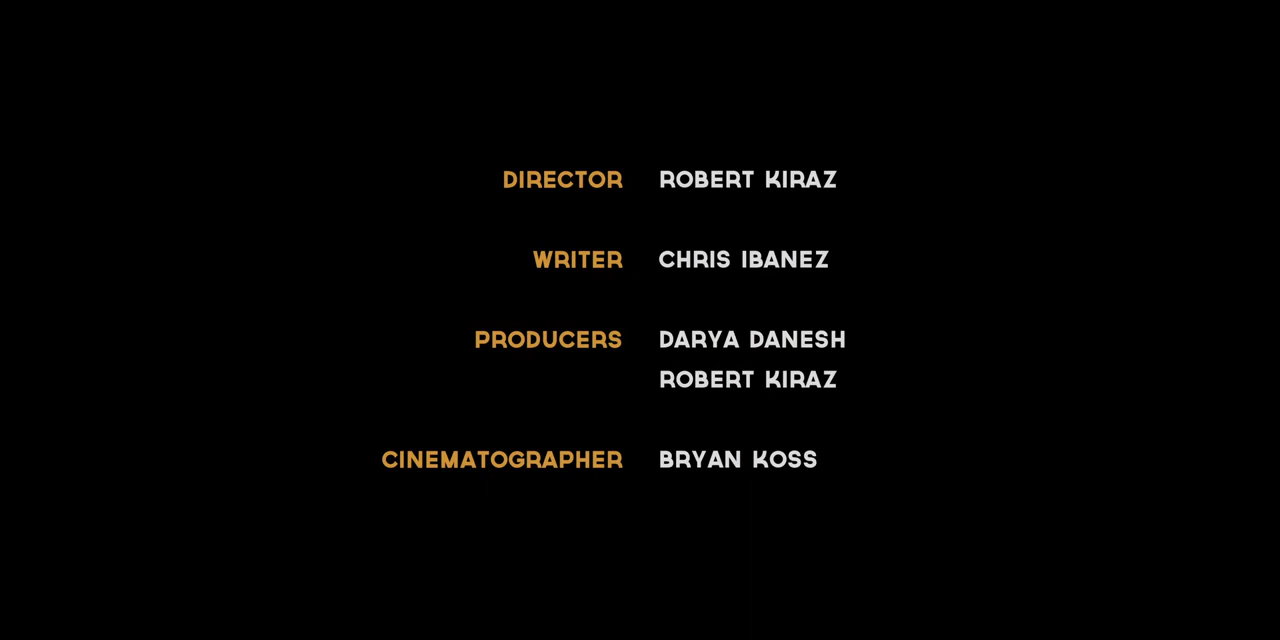 DIRECTOR ROBERT KIRAZ
WRITER CHRIS IBANEZ
PRODUCERS DARYA DANESH
ROBERT KIRAZ
CINEMATOGRAPHER BRYAN KOSS